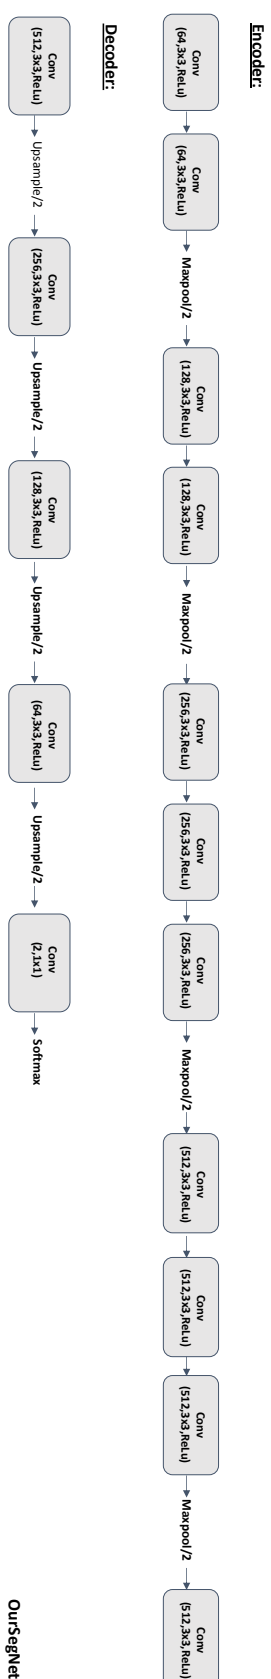 Encoder:
Conv
(64,3x3,ReLu)
Conv
(64,3x3,ReLu)
Maxpool/2
Conv
(128,3x3,ReLu)
Conv
(128,3x3,ReLu)
Maxpool/2
Conv
(256,3x3,ReLu)
Conv
(256,3x3,ReLu)
Conv
(256,3x3,ReLu)
Maxpool/2
Conv
(512,3x3,ReLu)
Conv
(512,3x3,ReLu)
Conv
(512,3x3,ReLu)
Maxpool/2
Conv
(512,3x3,ReLu)
Decoder:
Conv
(512,3x3,ReLu)
Upsample/2
Conv
(256,3x3,ReLu)
Upsample/2
Conv
(128,3x3,ReLu)
Upsample/2
Conv
(64,3x3,ReLu)
Upsample/2
Conv
(2,1x1)
Softmax
OurSegNet